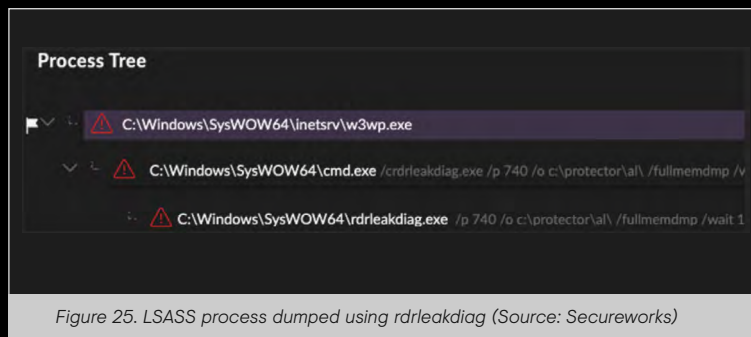 Process Tree
C:\Windows\SysWOW64\inetsrv\w3wp.exe
C:\Windows\SysWOW64\cmd.exe /crdrleakdiag.exe /p 740 /o c:\protector\al\ /fullmemdmp /v
C:\Windows\SysWOW64\rdrleakdiag.exe /p 740 /o c:\protector\al\ /fullmemdmp /wait 1
Figure 25. LSASS process dumped using rdrleakdiag (Source: Secureworks)